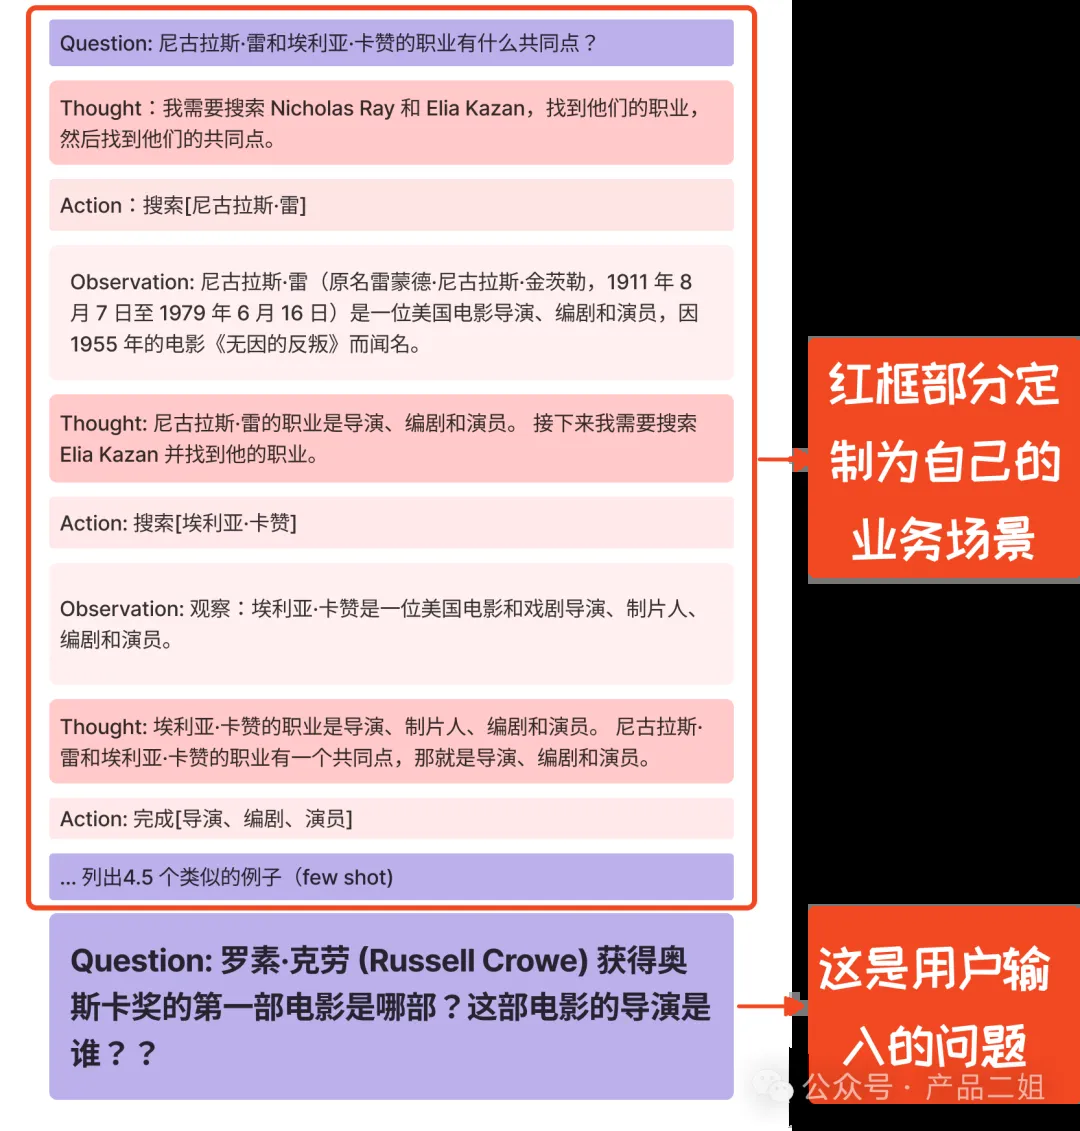 Question: 尼古拉斯·雷和埃利亚·卡赞的职业有什么共同点？
Thought：我需要搜索 Nicholas Ray 和 Elia Kazan，找到他们的职业，
然后找到他们的共同点。
Action：搜索[尼古拉斯·雷]
Observation: 尼古拉斯·雷（原名雷蒙德·尼古拉斯·金茨勒，1911 年 8
月 7 日至 1979 年 6 月 16 日）是一位美国电影导演、编剧和演员，因
1955 年的电影《无因的反叛》而闻名。
Thought: 尼古拉斯·雷的职业是导演、编剧和演员。 接下来我需要搜索
Elia Kazan 并找到他的职业。
Action: 搜索[埃利亚·卡赞]
Observation: 观察：埃利亚·卡赞是一位美国电影和戏剧导演、制片人、
编剧和演员。
Thought: 埃利亚·卡赞的职业是导演、制片人、编剧和演员。 尼古拉斯·
雷和埃利亚·卡赞的职业有一个共同点，那就是导演、编剧和演员。
Action: 完成[导演、编剧、演员]
... 列出4.5 个类似的例子（few shot)
红框部分定
制为自己的
业务场景
Question: 罗素·克劳 (Russell Crowe) 获得奥
斯卡奖的第一部电影是哪部？这部电影的导演是
谁？？
这是用户输
入的问题
公众号 · 产品二姐